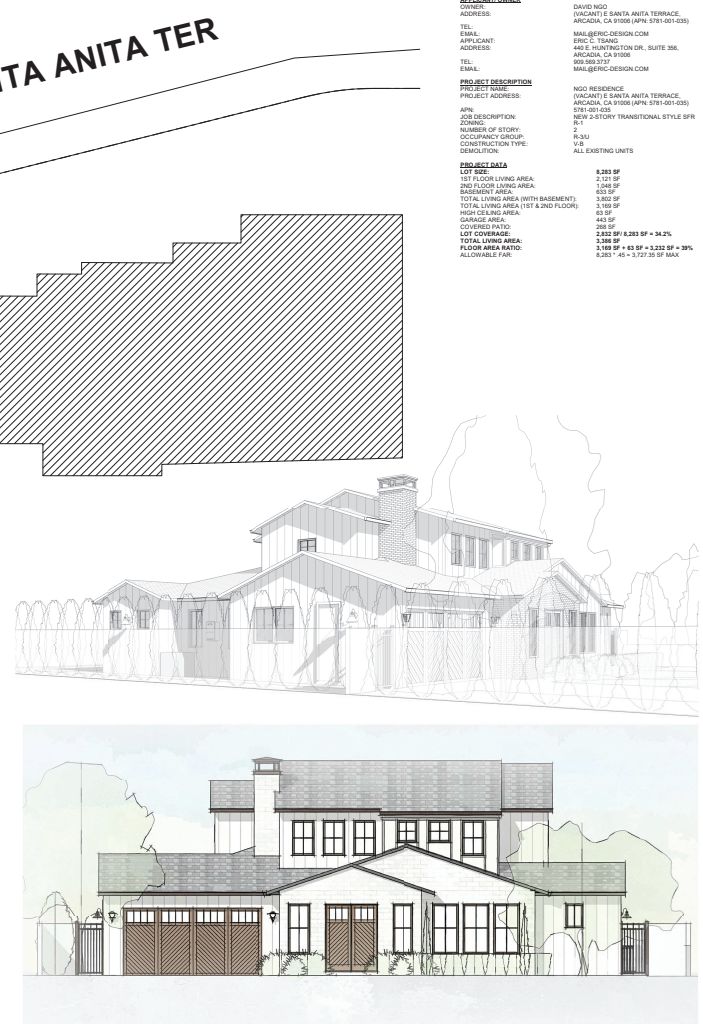 TA ANITA TER
APPLICANT/ OWNER
OWNER: DAVID NGO
ADDRESS: (VACANT) E SANTA ANITA TERRACE,
ARCADIA, CA 91006 (APN: 5781-001-035)
TEL:
EMAIL: MAIL@ERIC-DESIGN.COM
APPLICANT: ERIC C. TSANG
ADDRESS: 440 E. HUNTINGTON DR., SUITE 356,
ARCADIA, CA 91006
TEL: 909.569.3737
EMAIL: MAIL@ERIC-DESIGN.COM
PROJECT DESCRIPTION
PROJECT NAME: NGO RESIDENCE
PROJECT ADDRESS: (VACANT) E SANTA ANITA TERRACE,
ARCADIA, CA 91006 (APN: 5781-001-035)
APN: 5781-001-035
JOB DESCRIPTION: NEW 2-STORY TRANSITIONAL STYLE SFR
ZONING: R-1
NUMBER OF STORY: 2
OCCUPANCY GROUP: R-3/U
CONSTRUCTION TYPE: V-B
DEMOLITION: ALL EXISTING UNITS
PROJECT DATA
LOT SIZE: 8,283 SF
1ST FLOOR LIVING AREA: 2,121 SF
2ND FLOOR LIVING AREA: 1,048 SF
BASEMENT AREA: 633 SF
TOTAL LIVING AREA (WITH BASEMENT): 3,802 SF
TOTAL LIVING AREA (1ST & 2ND FLOOR): 3,169 SF
HIGH CEILING AREA: 63 SF
GARAGE AREA: 443 SF
COVERED PATIO: 268 SF
LOT COVERAGE: 2,832 SF/ 8,283 SF = 34.2%
TOTAL LIVING AREA: 3,386 SF
FLOOR AREA RATIO: 3,169 SF + 63 SF = 3,232 SF = 39%
ALLOWABLE FAR: 8,283 * .45 = 3,727.35 SF MAX